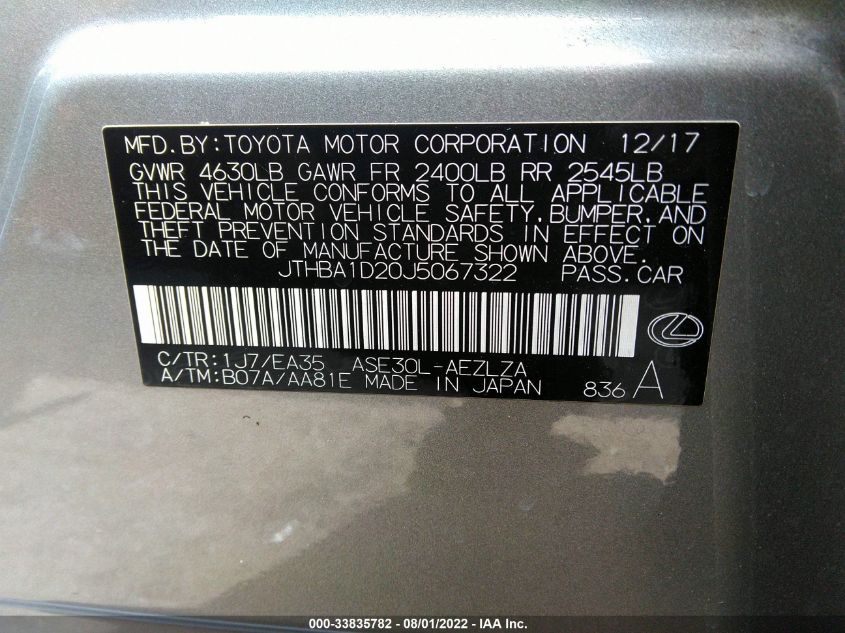 MFD. BY: TOYOTA MOTOR CORPORATION 12/17
GVWR 4630LB GAWR FR 2400LB RR 2545LB
THIS VEHICLE CONFORMS TO ALL APPLICABLE
FEDERAL MOTOR VEHICLE SAFETY, BUMPER, AND
THEFT PREVENTION STANDARDS IN EFFECT ON
THE DATE OF MANUFACTURE SHOWN ABOVE.
JTHBA1D20J5067322 PASS. CAR
C/TR: 1J7/EA35 ASE30L-AEZLZA
A/TM: B07A/AA81E MADE IN JAPAN 836 A
000-33835782 - 08/01/2022 - IAA Inc.